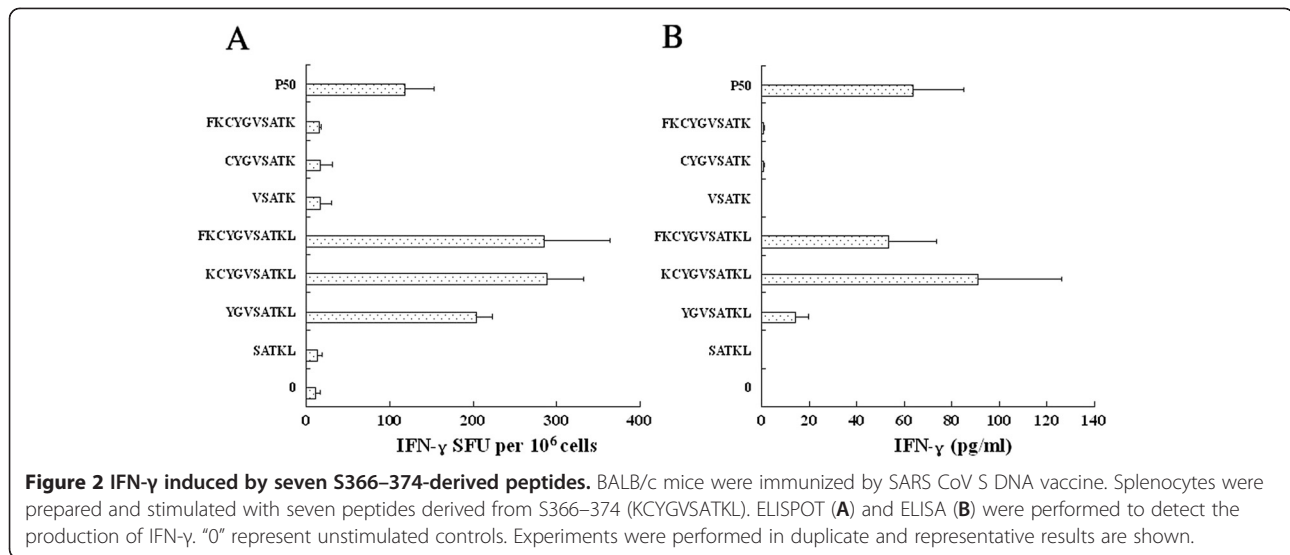 A
P50
FKCYGVSATK
CYGVSATK
VSATK
FKCYGVSATKL
KCYGVSATKL
YGVSATKL
SATKL
0
0 100 200 300 400
IFN-γ SFU per 10⁶ cells
B
P50
FKCYGVSATK
CYGVSATK
VSATK
FKCYGVSATKL
KCYGVSATKL
YGVSATKL
SATKL
0
0 20 40 60 80 100 120 140
IFN-γ (pg/ml)
Figure 2 IFN-γ induced by seven S366–374-derived peptides. BALB/c mice were immunized by SARS CoV S DNA vaccine. Splenocytes were
prepared and stimulated with seven peptides derived from S366–374 (KCYGVSATKL). ELISPOT (A) and ELISA (B) were performed to detect the
production of IFN-γ. “0” represent unstimulated controls. Experiments were performed in duplicate and representative results are shown.